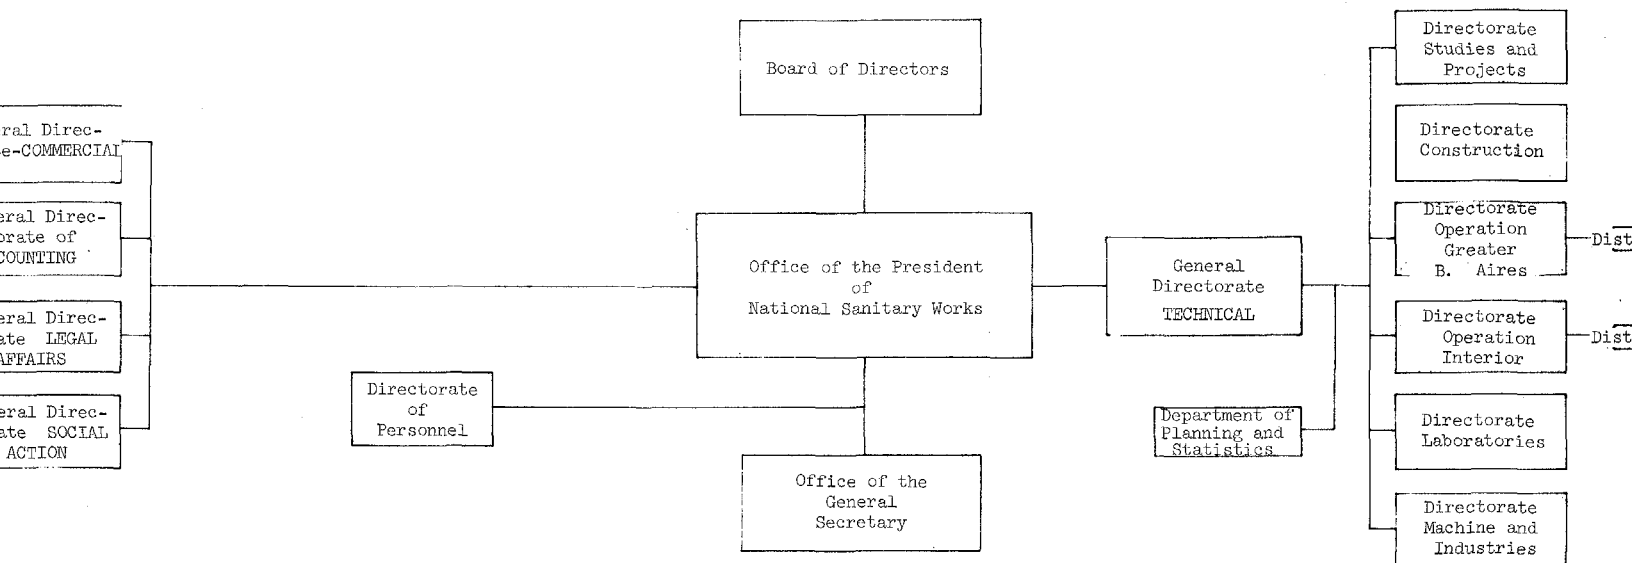 Board of Directors
ral Direc-
e-COMMERCIAL
eral Direc-
orate of
COUNTING
eral Direc-
ate LEGAL
AFFAIRS
eral Direc-
ate SOCIAL
ACTION
Directorate
of
Personnel
Office of the President
of
National Sanitary Works
Office of the
General
Secretary
General
Directorate
TECHNICAL
Department of
Planning and
Statistics
Directorate
Studies and
Projects
Directorate
Construction
Directorate
Operation
Greater
B. Aires
Dist
Directorate
Operation
Interior
Dist
Directorate
Laboratories
Directorate
Machine and
Industries